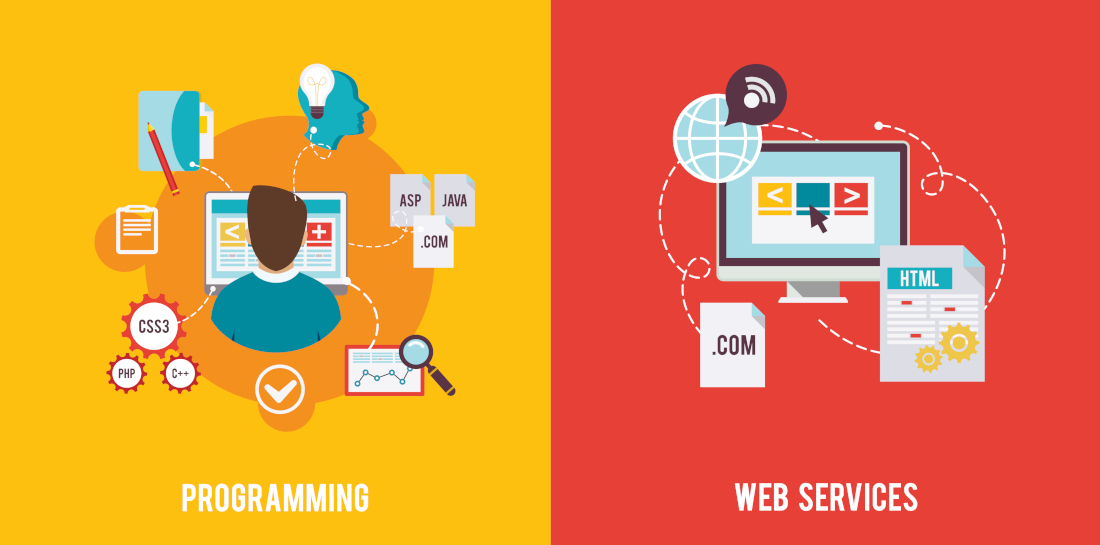 ASP
JAVA
.COM
CSS3
PHP
C++
PROGRAMMING
< >
HTML
.COM
WEB SERVICES